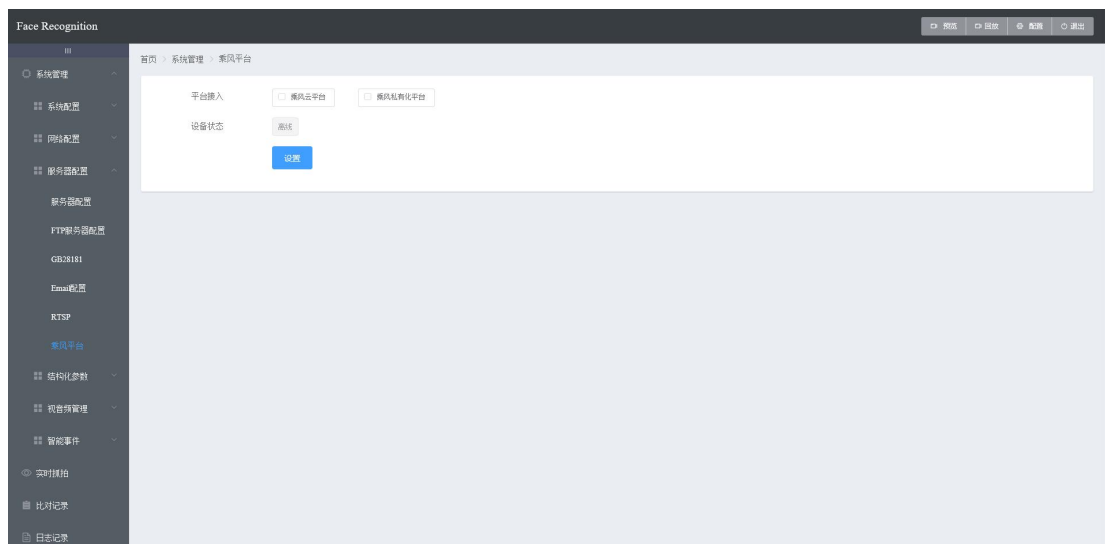 Face Recognition
预览 回放 配置 退出
首页 > 系统管理 > 乘风平台
系统管理
系统配置
网络配置
服务器配置
服务器配置
FTP服务器配置
GB28181
Email配置
RTSP
乘风平台
结构化参数
视音频管理
智能事件
实时抓拍
比对记录
日志记录
平台接入 乘风云平台 乘风私有化平台
设备状态 离线
设置